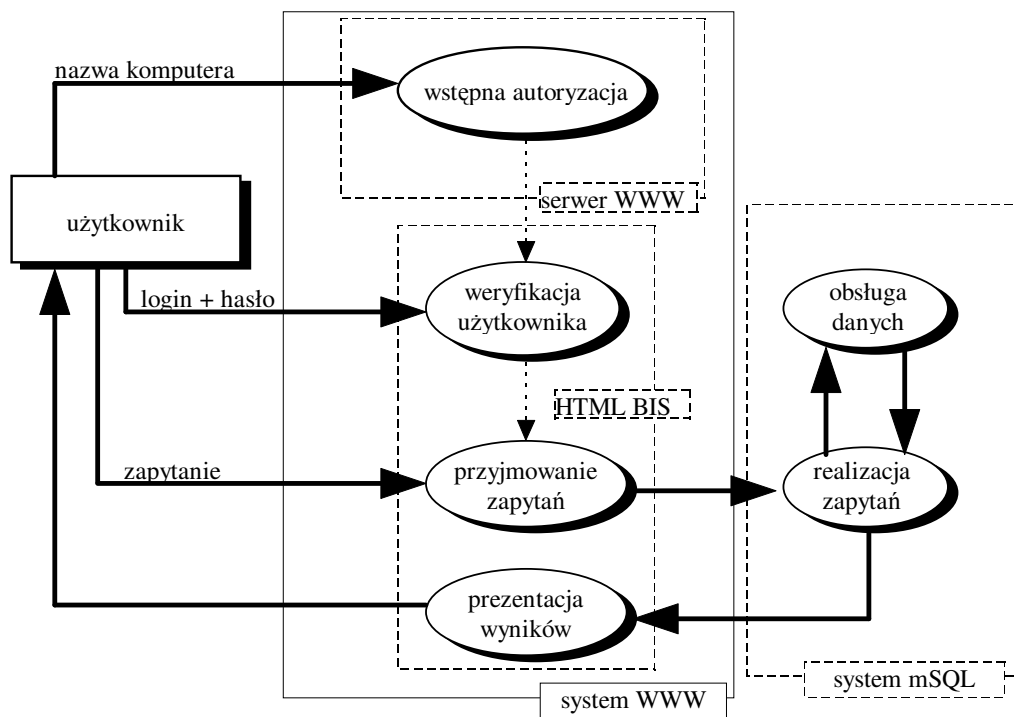 nazwa komputera
wstępna autoryzacja
serwer WWW
użytkownik
login + hasło
weryfikacja
użytkownika
obsługa
danych
HTML BIS
zapytanie
przyjmowanie
zapytań
realizacja
zapytań
prezentacja
wyników
system mSQL
system WWW